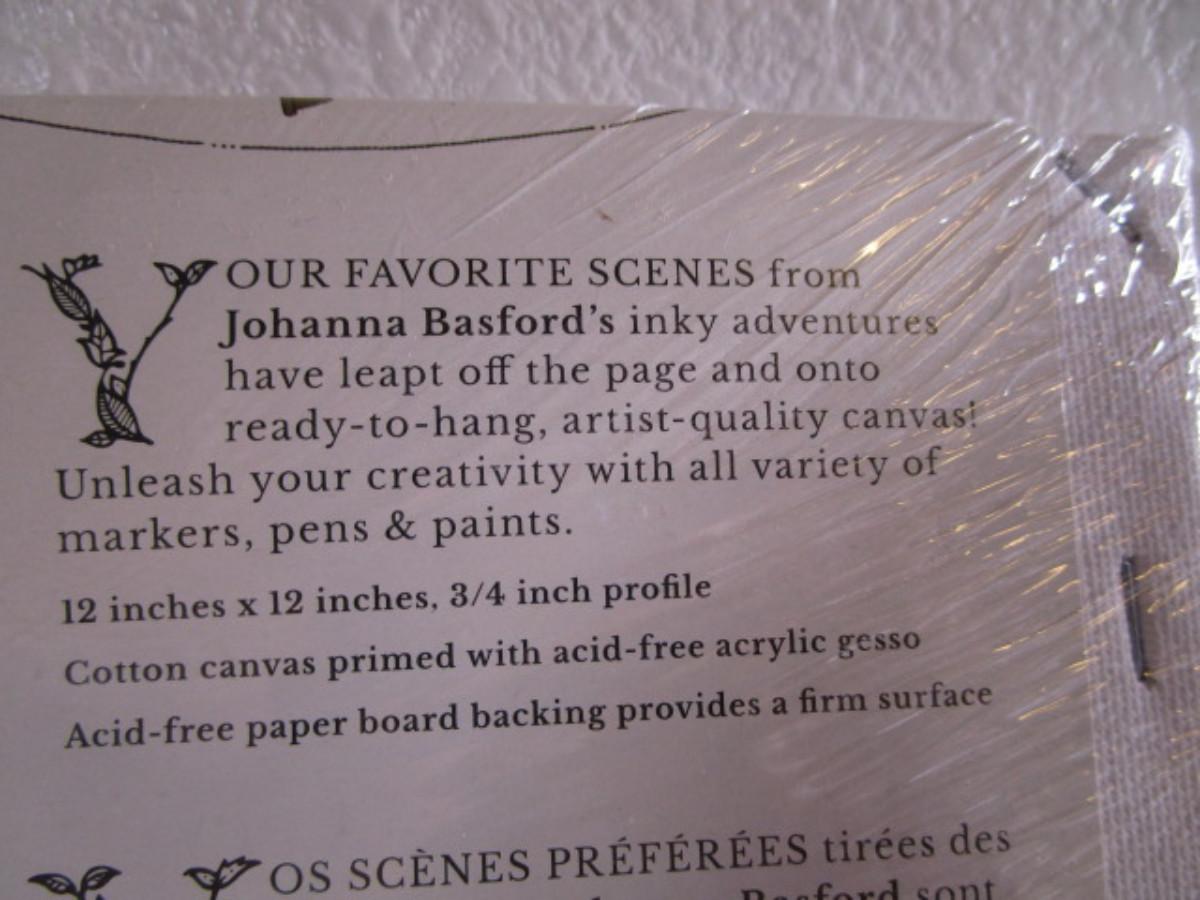 YOUR FAVORITE SCENES from
Johanna Basford's inky adventures
have leapt off the page and onto
ready-to-hang, artist-quality canvas!
Unleash your creativity with all variety of
markers, pens & paints.
12 inches x 12 inches, 3/4 inch profile
Cotton canvas primed with acid-free acrylic gesso
Acid-free paper board backing provides a firm surface
VOS SCÈNES PRÉFÉRÉES tirées des
Basford sont